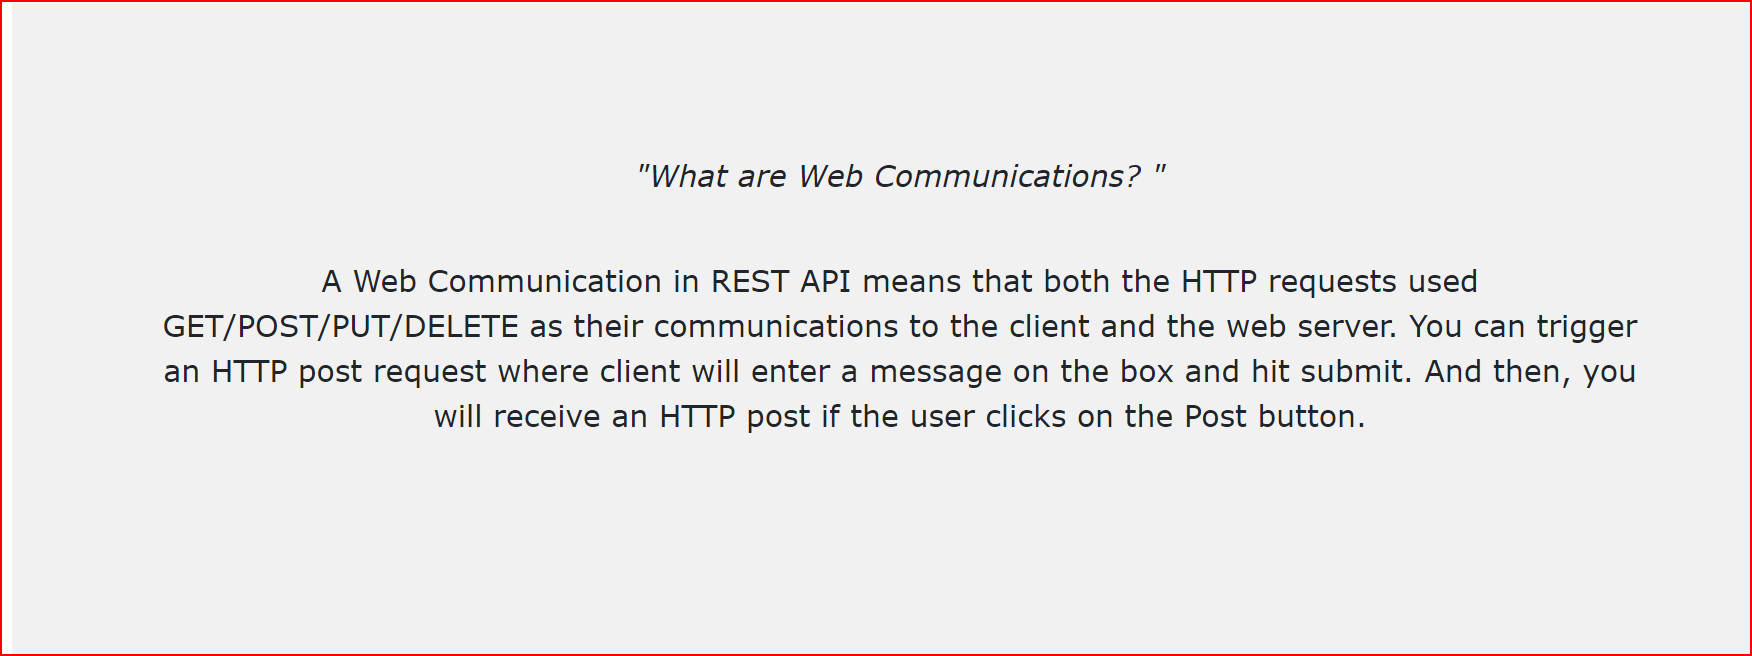 "What are Web Communications? "
A Web Communication in REST API means that both the HTTP requests used
GET/POST/PUT/DELETE as their communications to the client and the web server. You can trigger
an HTTP post request where client will enter a message on the box and hit submit. And then, you
will receive an HTTP post if the user clicks on the Post button.